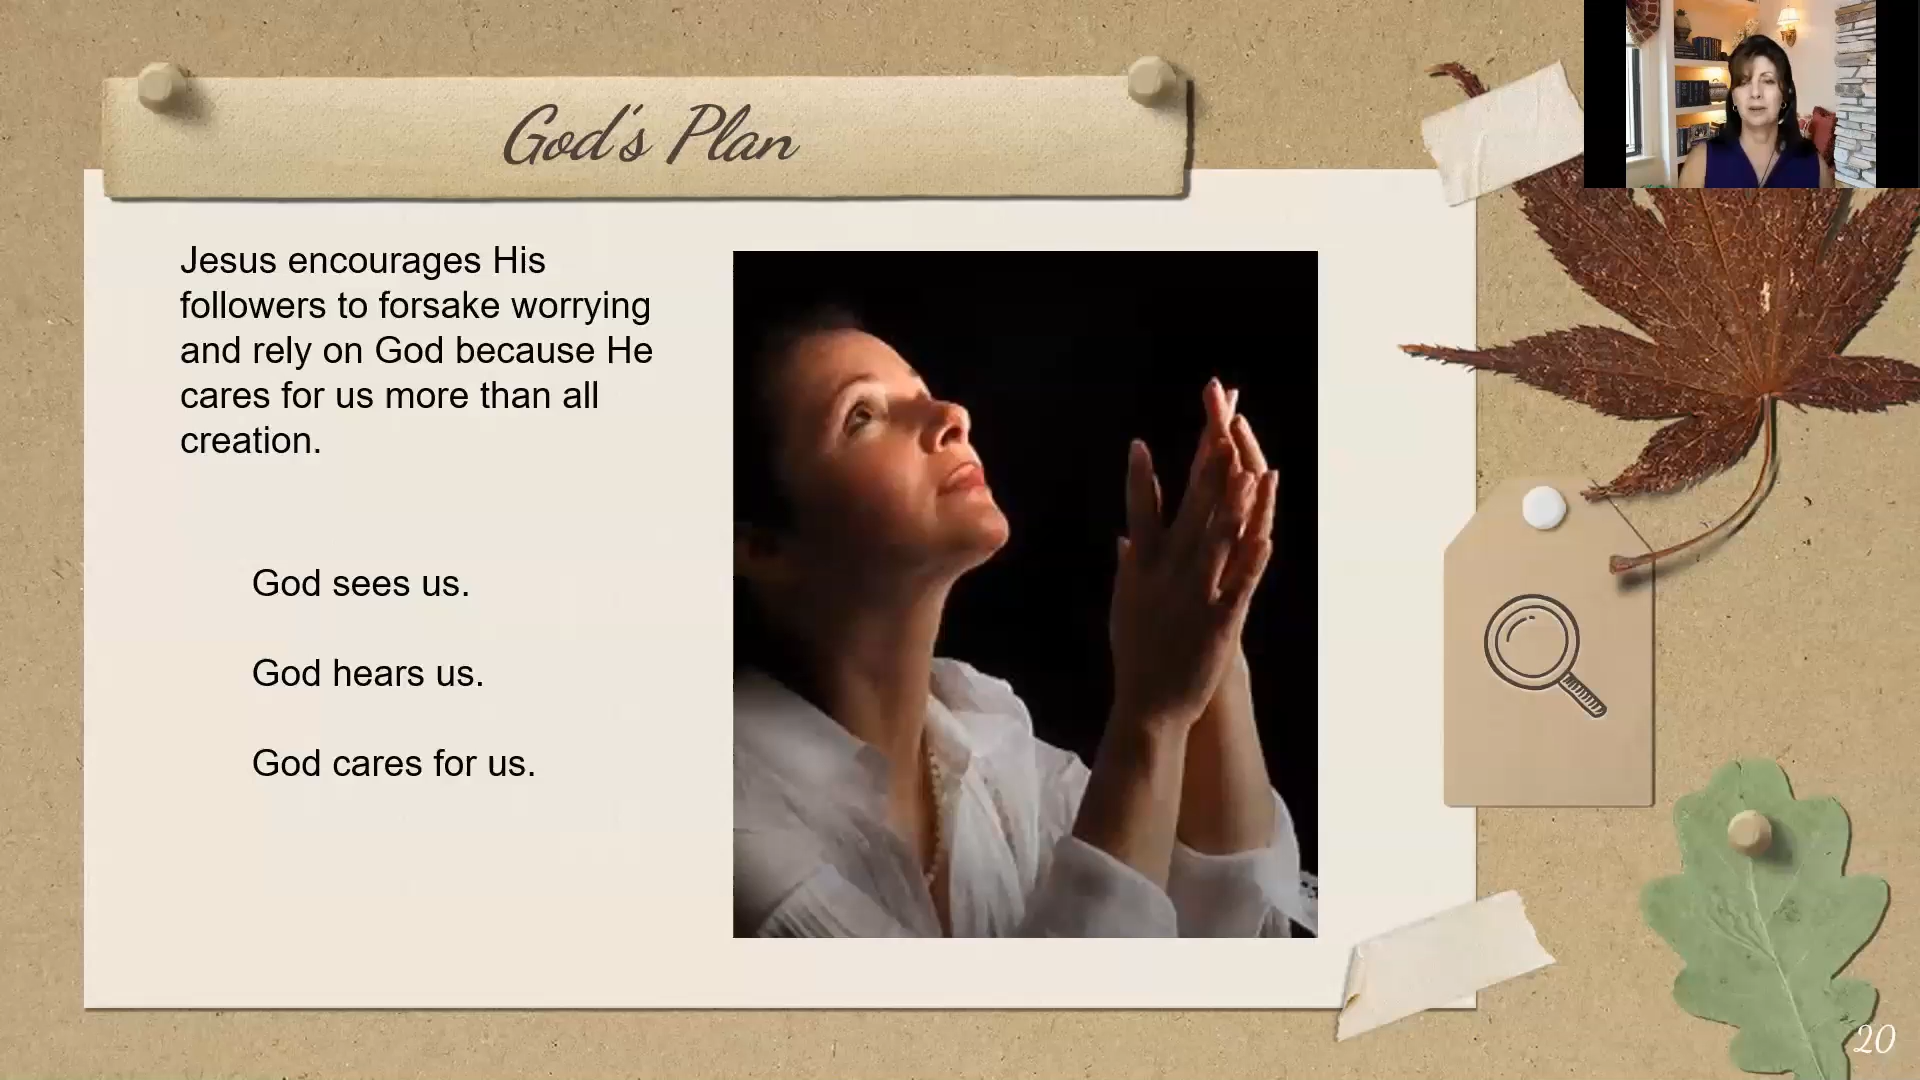 God's Plan
Jesus encourages His
followers to forsake worrying
and rely on God because He
cares for us more than all
creation.
God sees us.
God hears us.
God cares for us.
20